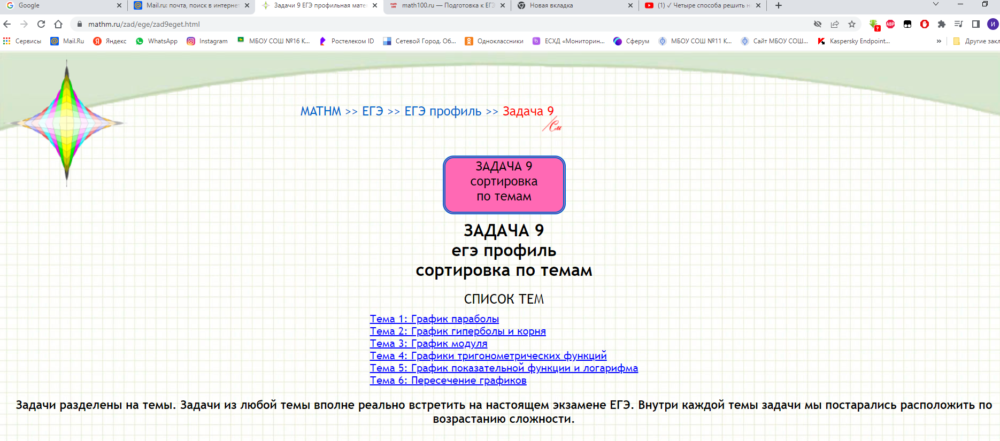 Google
Mail.ru: почта, поиск в интернет
Задачи 9 ЕГЭ профильная мате
math100.ru — Подготовка к ЕГЭ
Новая вкладка
(1) ✓ Четыре способа решить н
mathm.ru/zad/ege/zad9eget.html
Сервисы
Mail.Ru
Яндекс
WhatsApp
Instagram
МБОУ СОШ №16 К...
Ростелеком ID
Сетевой Город. Об...
Одноклассники
ЕСХД «Мониторин...
Сферум
МБОУ СОШ №11 К...
Сайт МБОУ СОШ...
Kaspersky Endpoint...
»
Другие закл
MATHM >> ЕГЭ >> ЕГЭ профиль >> Задача 9
См
ЗАДАЧА 9
сортировка
по темам
ЗАДАЧА 9
егэ профиль
сортировка по темам
СПИСОК ТЕМ
Тема 1: График параболы
Тема 2: График гиперболы и корня
Тема 3: График модуля
Тема 4: Графики тригонометрических функций
Тема 5: График показательной функции и логарифма
Тема 6: Пересечение графиков
Задачи разделены на темы. Задачи из любой темы вполне реально встретить на настоящем экзамене ЕГЭ. Внутри каждой темы задачи мы постарались расположить по
возрастанию сложности.